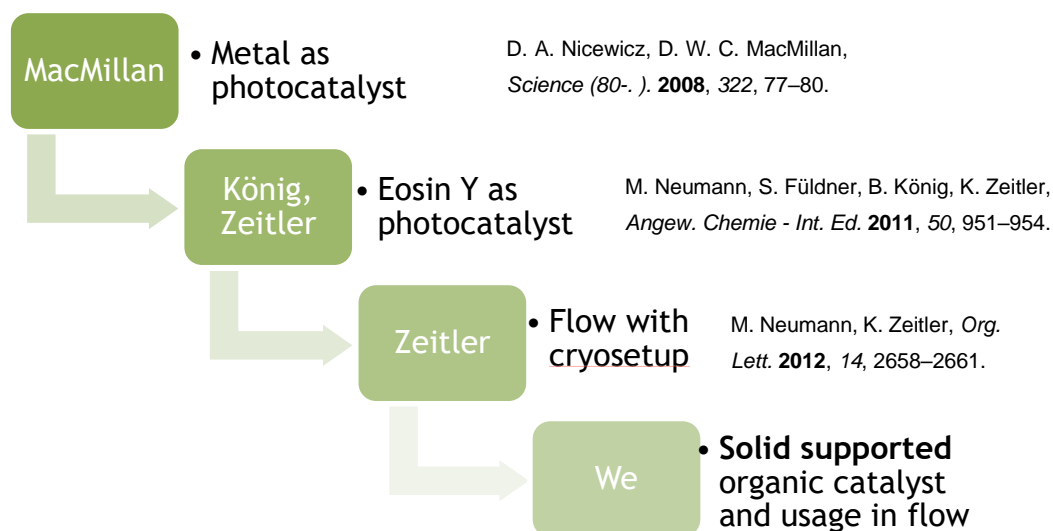 MacMillan
• Metal as
photocatalyst
D. A. Nicewicz, D. W. C. MacMillan,
Science (80-. ). 2008, 322, 77–80.
König,
Zeitler
• Eosin Y as
photocatalyst
M. Neumann, S. Füldner, B. König, K. Zeitler,
Angew. Chemie - Int. Ed. 2011, 50, 951–954.
Zeitler
• Flow with
cryosetup
M. Neumann, K. Zeitler, Org.
Lett. 2012, 14, 2658–2661.
We
• Solid supported
organic catalyst
and usage in flow